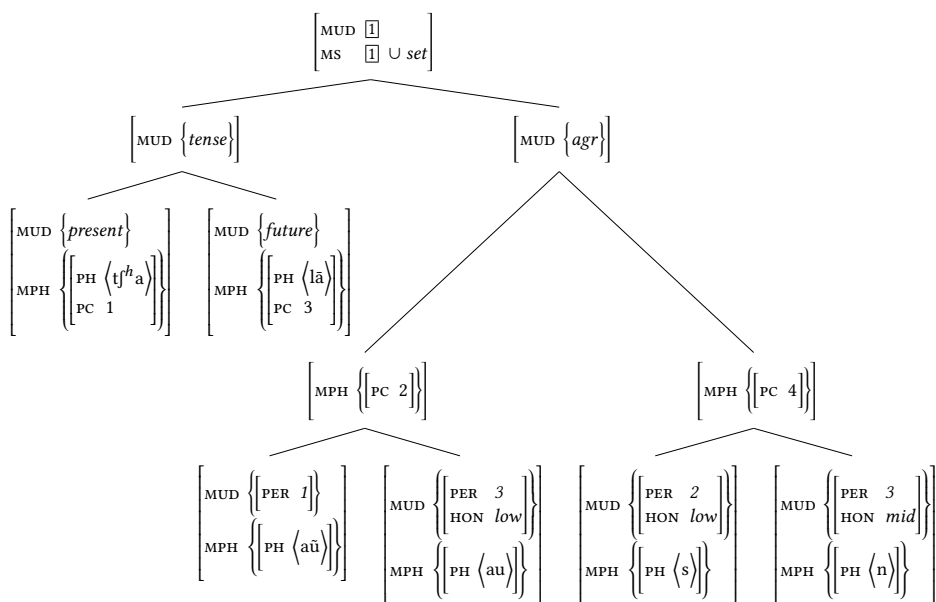 MUD 1
MS 1 ∪ set
MUD {tense}
MUD {agr}
MUD {present}
MPH {[PH ⟨tʃʰa⟩
PC 1]}
MUD {future}
MPH {[PH ⟨lā⟩
PC 3]}
MPH {[PC 2]}
MPH {[PC 4]}
MUD {[PER 1]}
MPH {[PH ⟨aũ⟩]}
MUD {[PER 3
HON low]}
MPH {[PH ⟨au⟩]}
MUD {[PER 2
HON low]}
MPH {[PH ⟨s⟩]}
MUD {[PER 3
HON mid]}
MPH {[PH ⟨n⟩]}